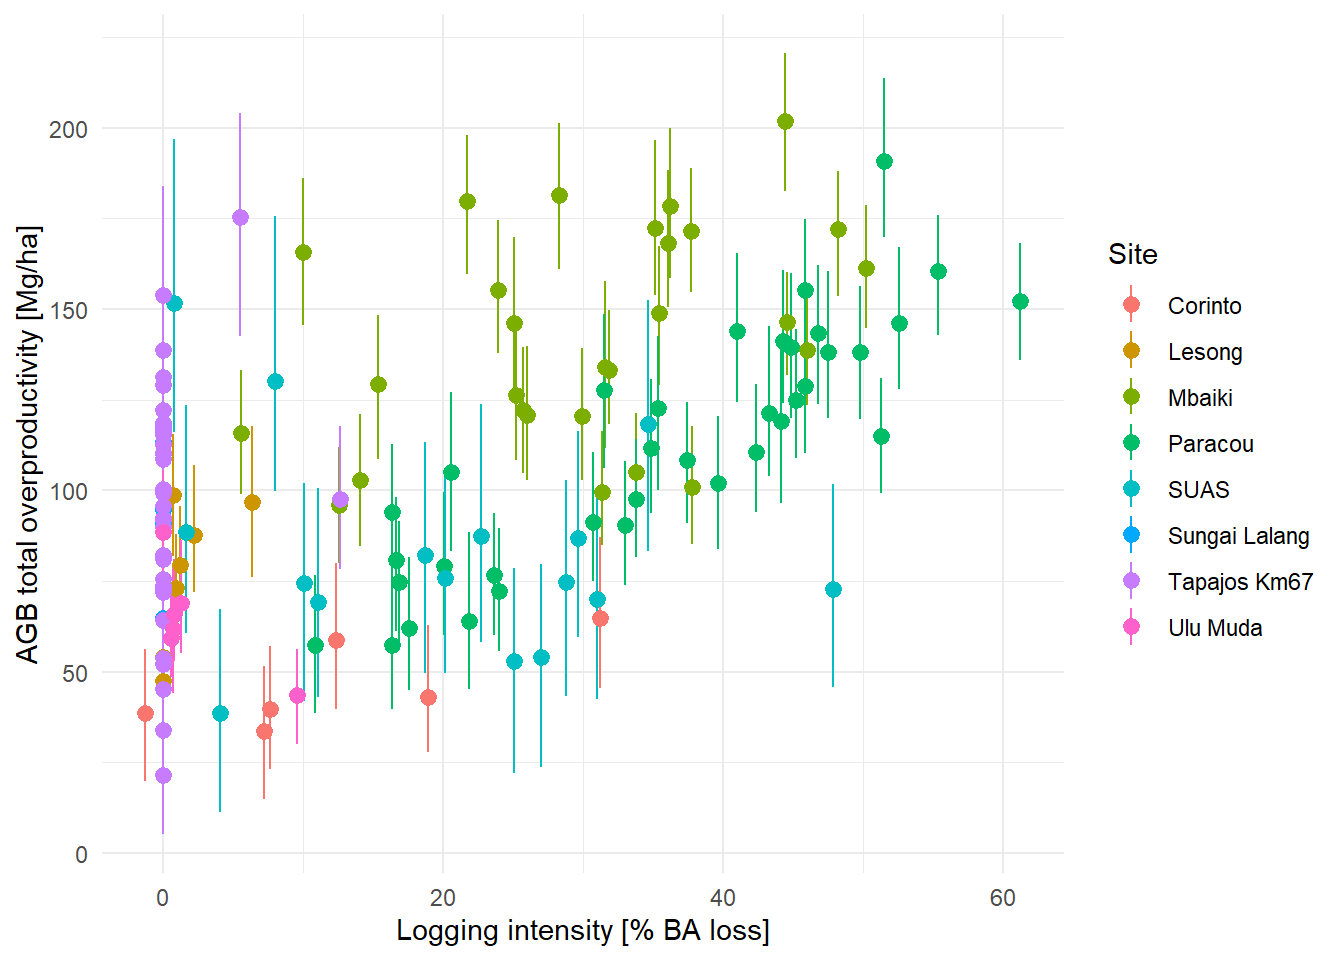 AGB total overproductivity [Mg/ha]
200
150
100
50
0
0 20 40 60
Logging intensity [% BA loss]
Site
Corinto
Lesong
Mbaiki
Paracou
SUAS
Sungai Lalang
Tapajos Km67
Ulu Muda